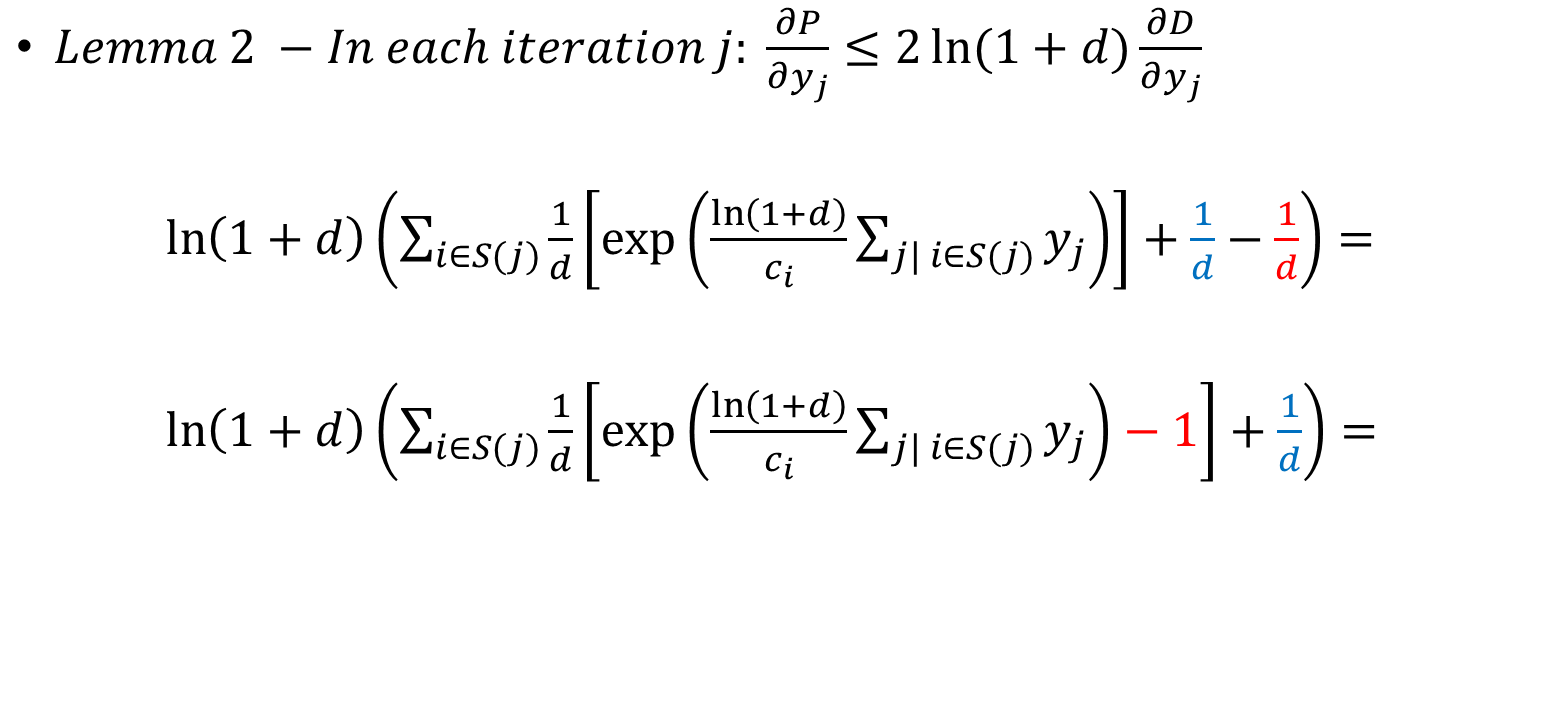 • Lemma 2 – In each iteration j: ∂P/∂y_j ≤ 2 ln(1 + d) ∂D/∂y_j
ln(1 + d) (∑_{i∈S(j)} 1/d [exp (ln(1+d)/c_i ∑_{j| i∈S(j)} y_j)] + 1/d − 1/d) =
ln(1 + d) (∑_{i∈S(j)} 1/d [exp (ln(1+d)/c_i ∑_{j| i∈S(j)} y_j) − 1] + 1/d) =